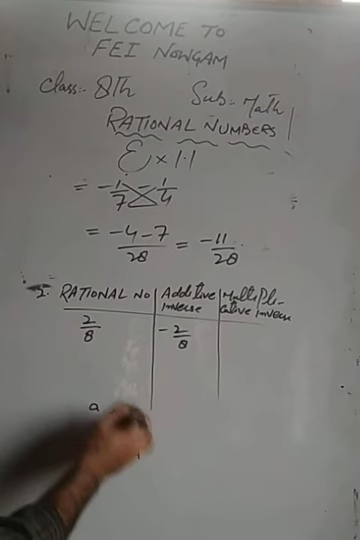 WELCOME TO
FEI NOWGAM
Class:- 8Th Sub:- Math
RATIONAL NUMBERS
Ex 1.1
= -1/7 - 1/4
= -4-7/28 = -11/28
2. RATIONAL NO Additive inverse Multiplicative inverse
2/8 -2/8
a